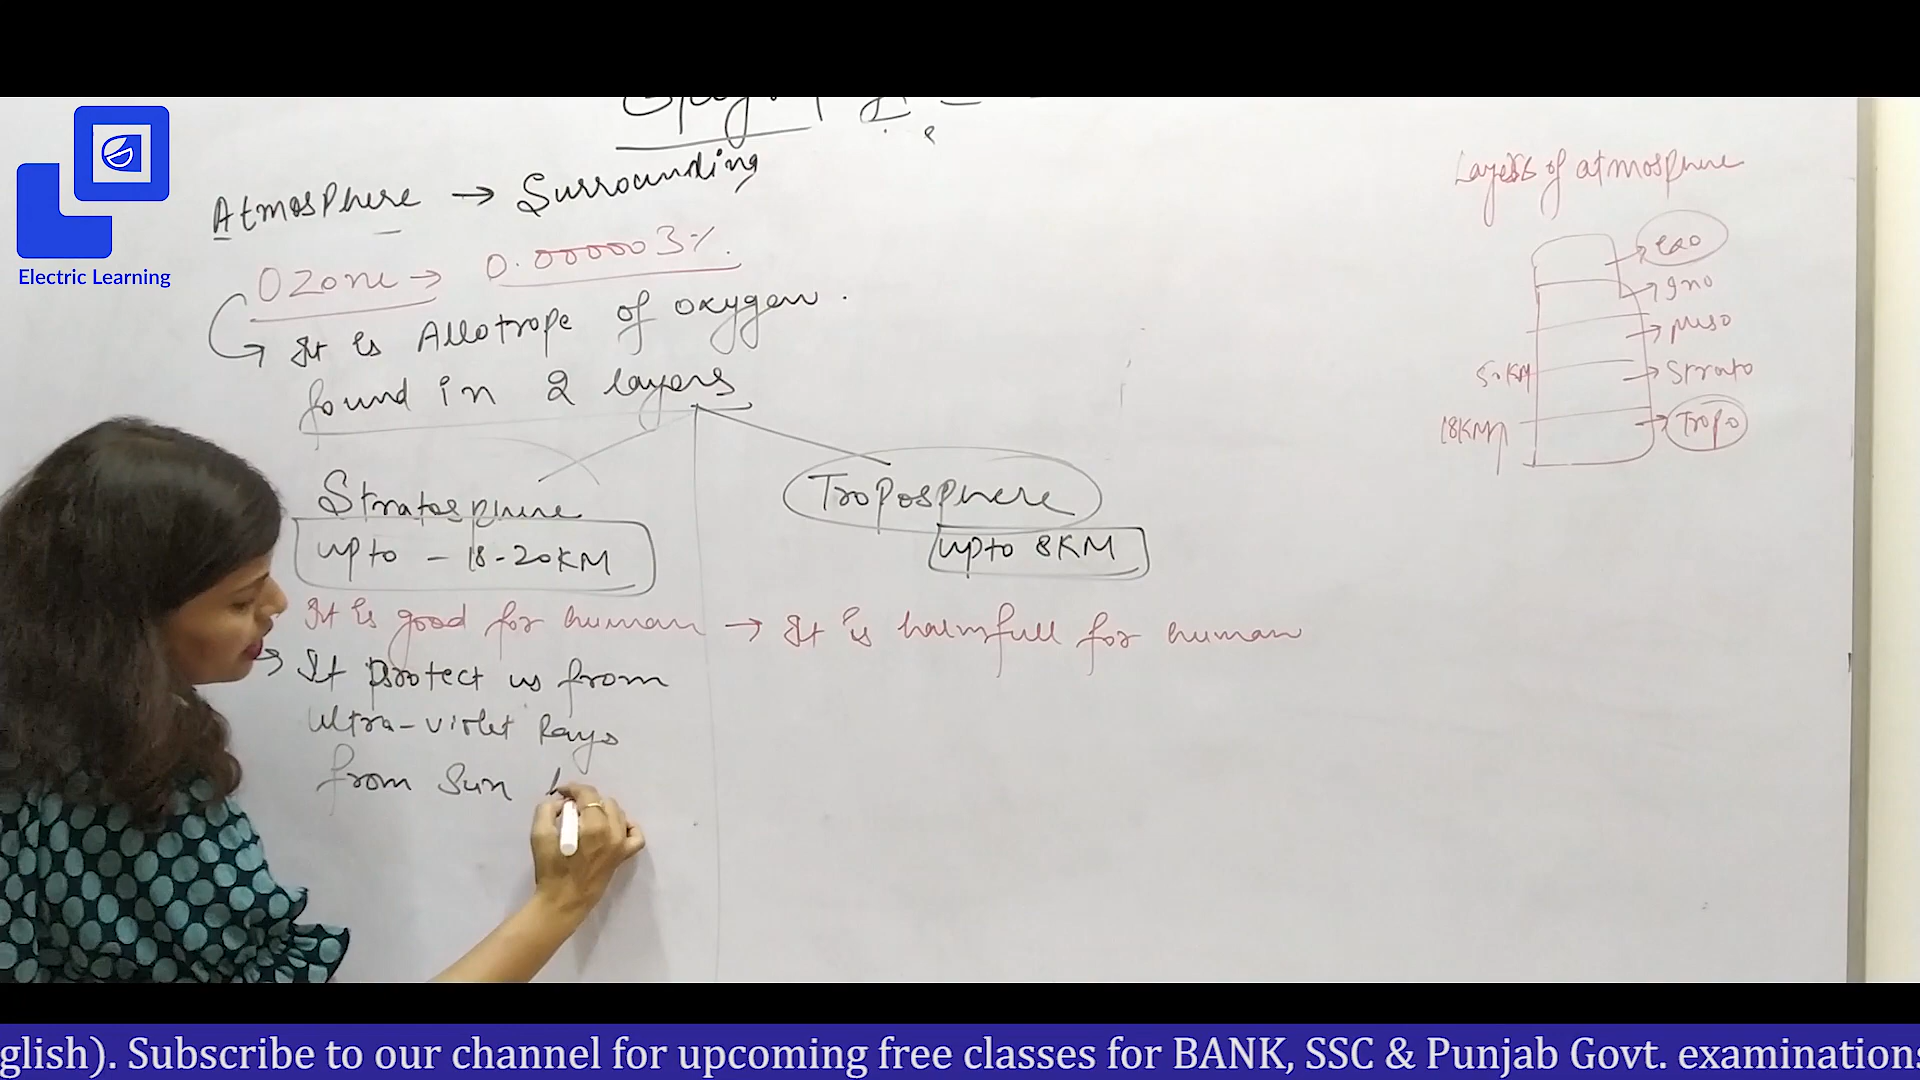 Electric Learning
Atmosphere → Surrounding
Ozone → 0.000003%.
It is Allotrope of oxygen.
found in 2 layers
Stratosphere
upto - 18-20KM
It is good for human
→ It protect us from
ultra-violet Rays
from Sun
Troposphere
upto 8KM
→ It is halmfull for human
Layers of atmosphere
Exo
Ino
Meso
50KM
Strato
18KM
Tropo
glish). Subscribe to our channel for upcoming free classes for BANK, SSC & Punjab Govt. examinations